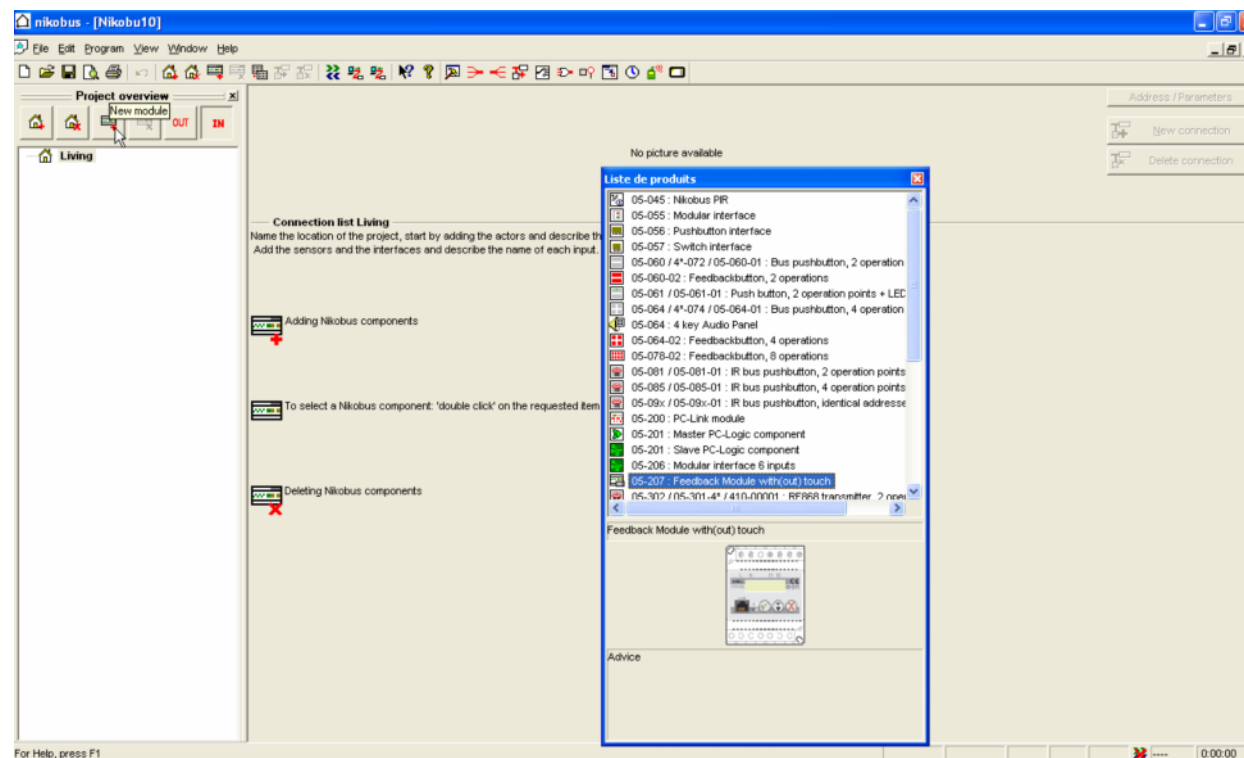 nikobus - [Nikobu10]
File Edit Program View Window Help
Project overview
New module
OUT IN
Living
No picture available
Address / Parameters
New connection
Delete connection
Connection list Living
Name the location of the project, start by adding the actors and describe th
Add the sensors and the interfaces and describe the name of each input.
Adding Nikobus components
To select a Nikobus component: 'double click' on the requested item
Deleting Nikobus components
Liste de produits
05-045 : Nikobus PIR
05-055 : Modular interface
05-056 : Pushbutton interface
05-057 : Switch interface
05-060 / 4*-072 / 05-060-01 : Bus pushbutton, 2 operation
05-060-02 : Feedbackbutton, 2 operations
05-061 / 05-061-01 : Push button, 2 operation points + LED
05-064 / 4*-074 / 05-064-01 : Bus pushbutton, 4 operation
05-064 : 4 key Audio Panel
05-064-02 : Feedbackbutton, 4 operations
05-078-02 : Feedbackbutton, 8 operations
05-081 / 05-081-01 : IR bus pushbutton, 2 operation points
05-085 / 05-085-01 : IR bus pushbutton, 4 operation points
05-09x / 05-09x-01 : IR bus pushbutton, identical addresse
05-200 : PC-Link module
05-201 : Master PC-Logic component
05-201 : Slave PC-Logic component
05-206 : Modular interface 6 inputs
05-207 : Feedback Module with(out) touch
05-302 / 05-301-4* / 410-00001 : RF868 transmitter, 2 oper
Feedback Module with(out) touch
Advice
For Help, press F1
---- 0:00:00